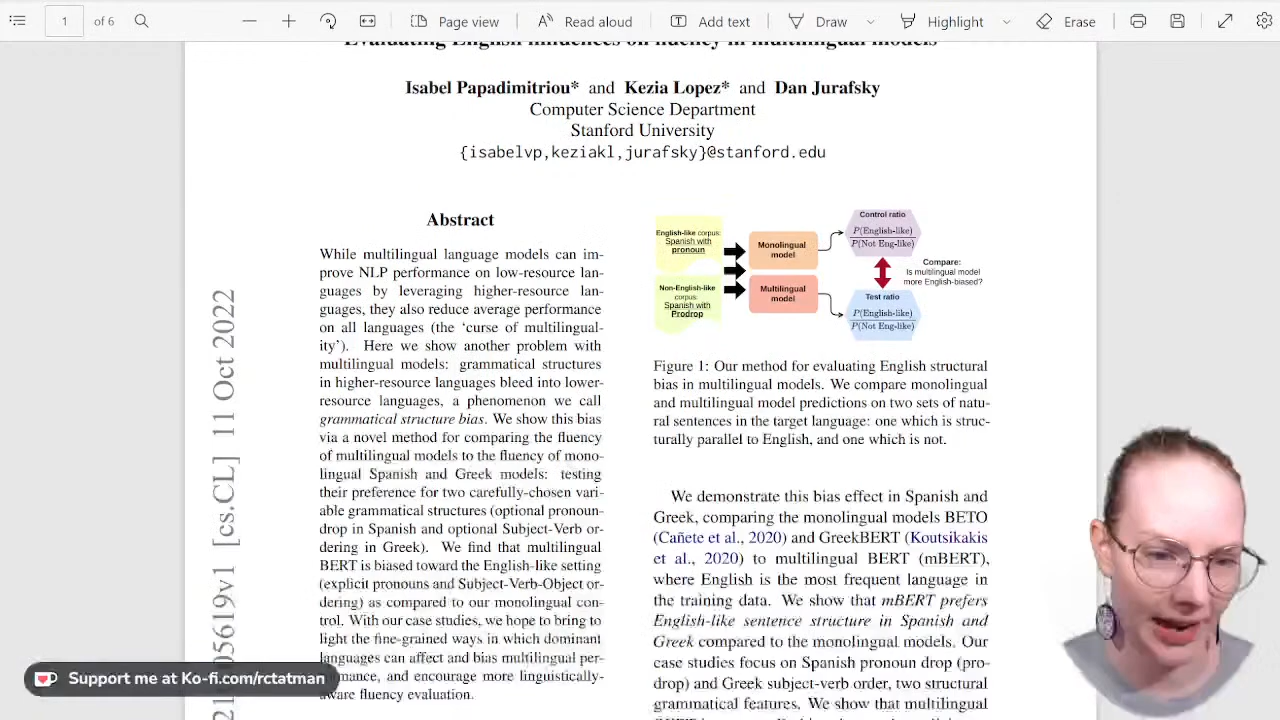 1 of 6 Page view Read aloud Add text Draw Highlight Erase
Evaluating English influences on fluency in multilingual models
Isabel Papadimitriou* and Kezia Lopez* and Dan Jurafsky
Computer Science Department
Stanford University
{isabelvp,keziakl,jurafsky}@stanford.edu
Abstract
While multilingual language models can im-
prove NLP performance on low-resource lan-
guages by leveraging higher-resource lan-
guages, they also reduce average performance
on all languages (the ‘curse of multilingual-
ity’). Here we show another problem with
multilingual models: grammatical structures
in higher-resource languages bleed into lower-
resource languages, a phenomenon we call
grammatical structure bias. We show this bias
via a novel method for comparing the fluency
of multilingual models to the fluency of mono-
lingual Spanish and Greek models: testing
their preference for two carefully-chosen vari-
able grammatical structures (optional pronoun-
drop in Spanish and optional Subject-Verb or-
dering in Greek). We find that multilingual
BERT is biased toward the English-like setting
(explicit pronouns and Subject-Verb-Object or-
dering) as compared to our monolingual con-
trol. With our case studies, we hope to bring to
light the fine-grained ways in which dominant
languages can affect and bias multilingual per-
formance, and encourage more linguistically-
aware fluency evaluation.
English-like corpus:
Spanish with
pronoun
Non-English-like
corpus:
Spanish with
Prodrop
Monolingual
model
Multilingual
model
Control ratio
P(English-like)
P(Not Eng-like)
Compare:
Is multilingual model
more English-biased?
Test ratio
P(English-like)
P(Not Eng-like)
Figure 1: Our method for evaluating English structural
bias in multilingual models. We compare monolingual
and multilingual model predictions on two sets of natu-
ral sentences in the target language: one which is struc-
turally parallel to English, and one which is not.
We demonstrate this bias effect in Spanish and
Greek, comparing the monolingual models BETO
(Cañete et al., 2020) and GreekBERT (Koutsikakis
et al., 2020) to multilingual BERT (mBERT),
where English is the most frequent language in
the training data. We show that mBERT prefers
English-like sentence structure in Spanish and
Greek compared to the monolingual models. Our
case studies focus on Spanish pronoun drop (pro-
drop) and Greek subject-verb order, two structural
grammatical features. We show that multilingual
05619v1 [cs.CL] 11 Oct 2022
Support me at Ko-fi.com/rctatman